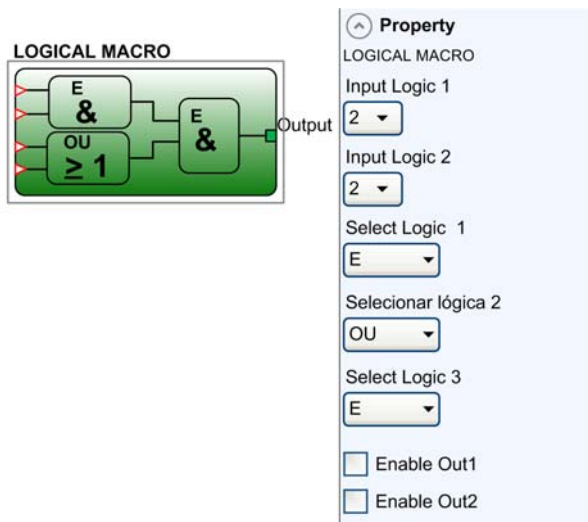 LOGICAL MACRO
E
&
OU
≥ 1
E
&
Output
Property
LOGICAL MACRO
Input Logic 1
2
Input Logic 2
2
Select Logic 1
E
Selecionar lógica 2
OU
Select Logic 3
E
Enable Out1
Enable Out2